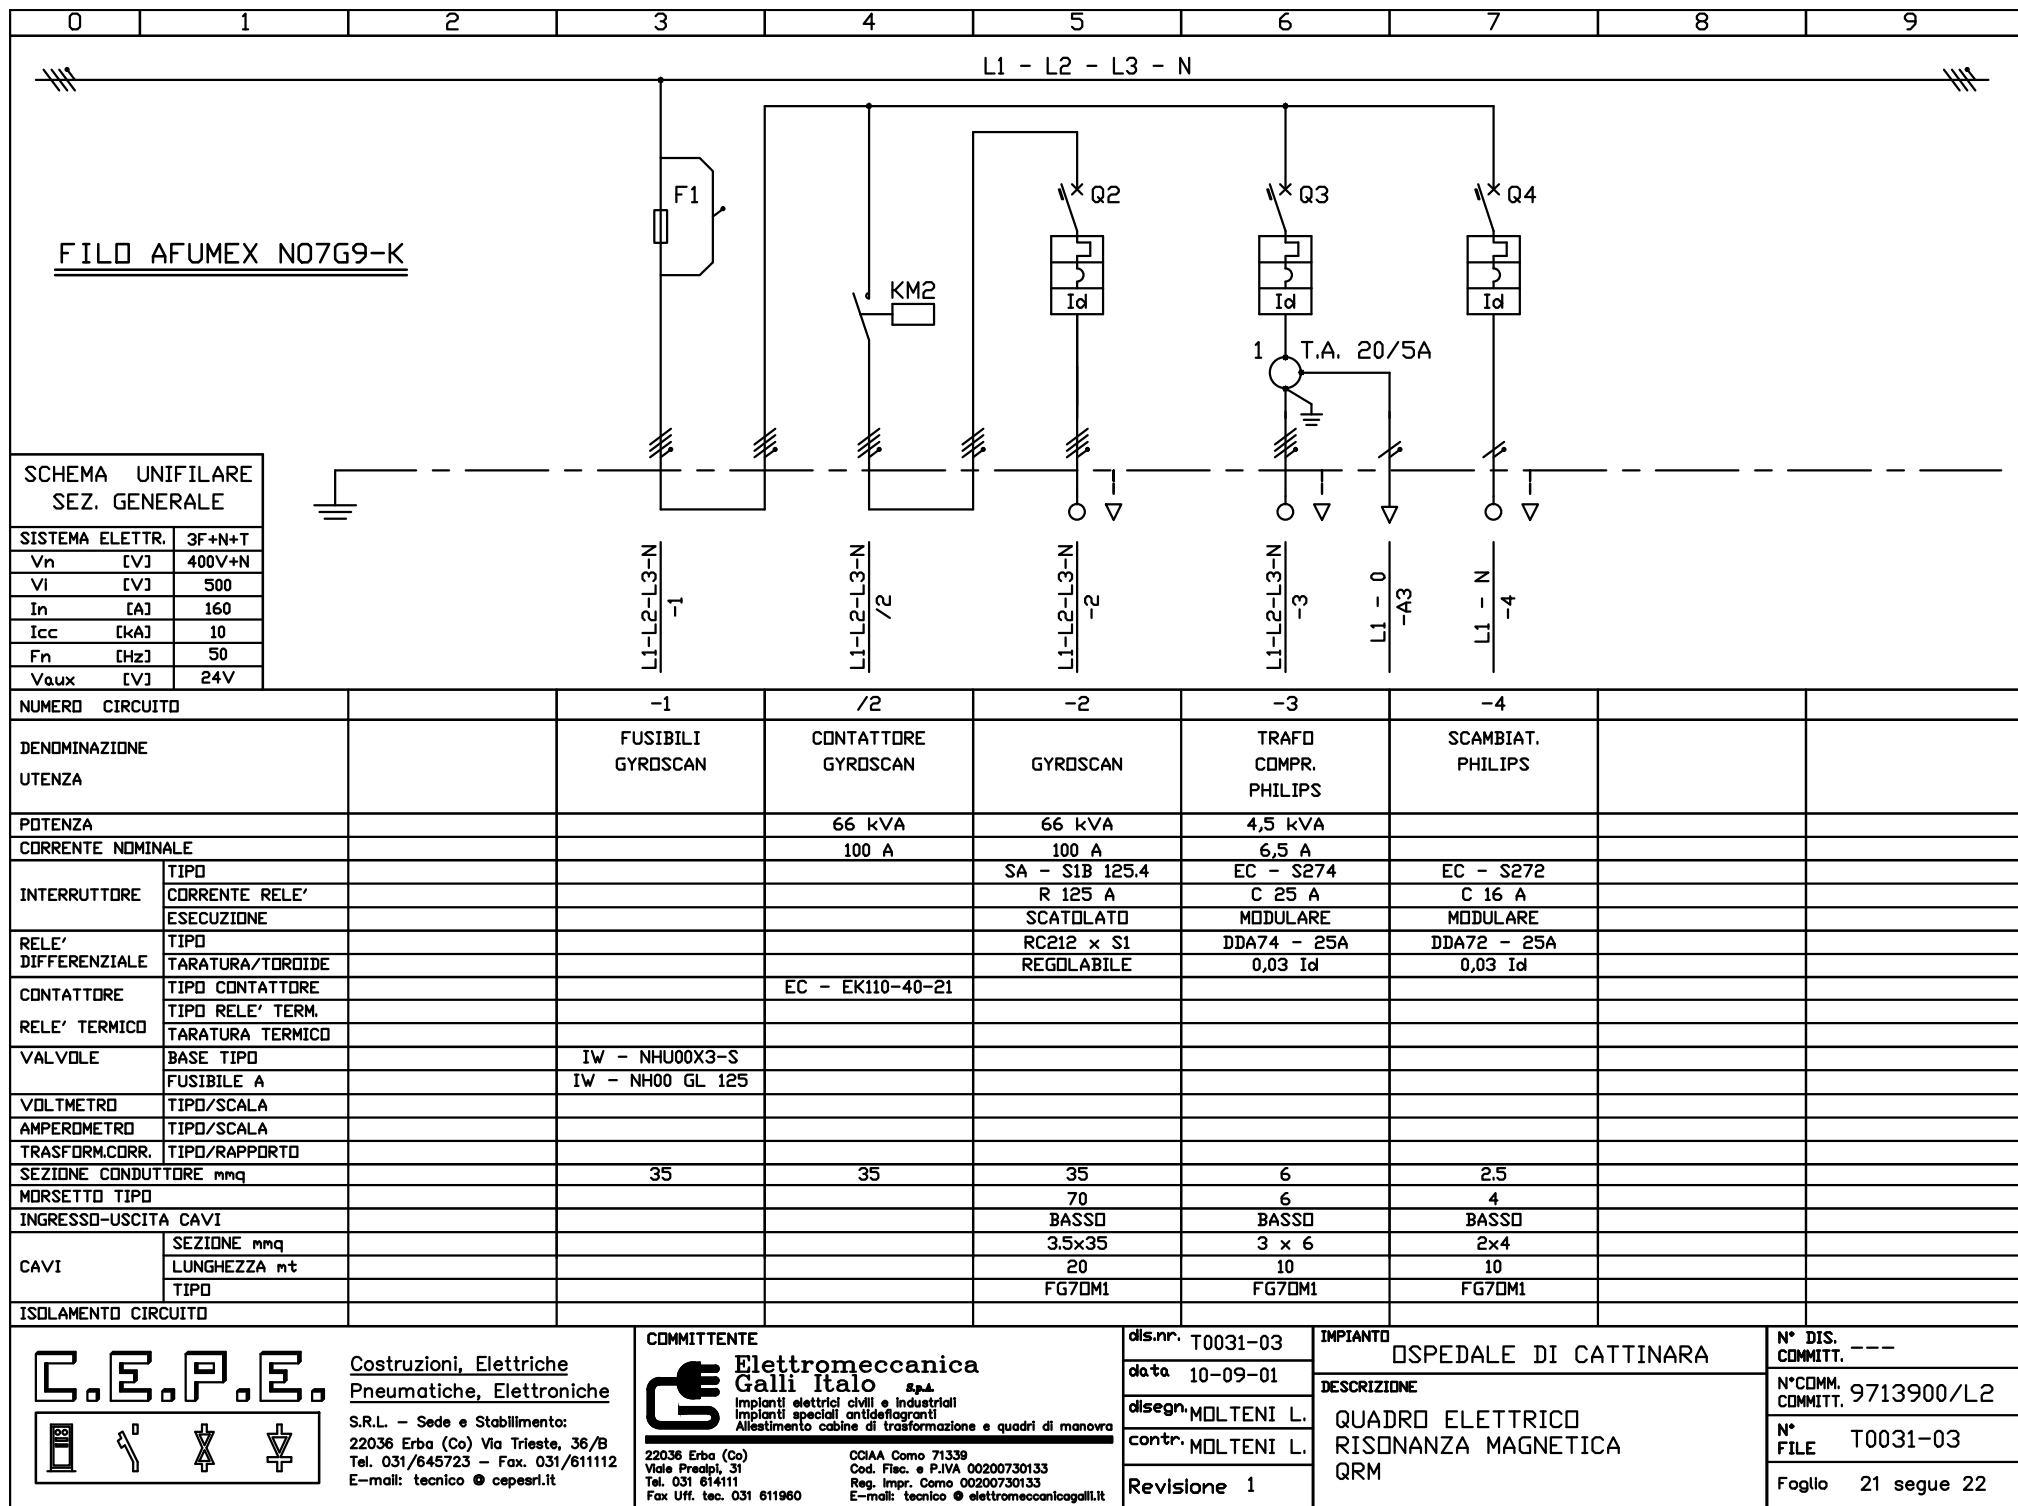 0 1 2 3 4 5 6 7 8 9
L1 - L2 - L3 - N
F1
Q2
Q3
Q4
FILO AFUMEX NO7G9-K
KM2
Id
Id
Id
1 T.A. 20/5A
SCHEMA UNIFILARE
SEZ. GENERALE
SISTEMA ELETTR. 3F+N+T
Vn [V] 400V+N
Vi [V] 500
In [A] 160
Icc [kA] 10
Fn [Hz] 50
Vaux [V] 24V
L1-L2-L3-N
-1
L1-L2-L3-N
/2
L1-L2-L3-N
-2
L1-L2-L3-N
-3
L1 - 0
-A3
L1 - N
-4
NUMERO CIRCUITO -1 /2 -2 -3 -4
DENOMINAZIONE
UTENZA
FUSIBILI
GYROSCAN
CONTATTORE
GYROSCAN
GYROSCAN
TRAFO
COMPR.
PHILIPS
SCAMBIAT.
PHILIPS
POTENZA 66 kVA 66 kVA 4,5 kVA
CORRENTE NOMINALE 100 A 100 A 6,5 A
INTERRUTTORE
TIPO SA - S1B 125.4 EC - S274 EC - S272
CORRENTE RELE' R 125 A C 25 A C 16 A
ESECUZIONE SCATOLATO MODULARE MODULARE
RELE'
DIFFERENZIALE
TIPO RC212 x S1 DDA74 - 25A DDA72 - 25A
TARATURA/TOROIDE REGOLABILE 0,03 Id 0,03 Id
CONTATTORE
RELE' TERMICO
TIPO CONTATTORE EC - EK110-40-21
TIPO RELE' TERM.
TARATURA TERMICO
VALVOLE
BASE TIPO IW - NHU00X3-S
FUSIBILE A IW - NH00 GL 125
VOLTMETRO TIPO/SCALA
AMPEROMETRO TIPO/SCALA
TRASFORM.CORR. TIPO/RAPPORTO
SEZIONE CONDUTTORE mmq 35 35 35 6 2.5
MORSETTO TIPO 70 6 4
INGRESSO-USCITA CAVI BASSO BASSO BASSO
CAVI
SEZIONE mmq 3.5x35 3 x 6 2x4
LUNGHEZZA mt 20 10 10
TIPO FG7OM1 FG7OM1 FG7OM1
ISOLAMENTO CIRCUITO
C.E.P.E.
Costruzioni, Elettriche
Pneumatiche, Elettroniche
S.R.L. - Sede e Stabilimento:
22036 Erba (Co) Via Trieste, 36/B
Tel. 031/645723 - Fax. 031/611112
E-mail: tecnico @ cepesrl.it
COMMITTENTE
Elettromeccanica
Galli Italo S.p.A.
Impianti elettrici civili e industriali
Impianti speciali antideflagranti
Allestimento cabine di trasformazione e quadri di manovra
22036 Erba (Co)
Viale Prealpi, 31
Tel. 031 614111
Fax Uff. tec. 031 611960
CCIAA Como 71339
Cod. Fisc. e P.IVA 00200730133
Reg. Impr. Como 00200730133
E-mail: tecnico @ elettromeccanicagalli.it
dis.nr. T0031-03
data 10-09-01
disegn. MOLTENI L.
contr. MOLTENI L.
Revisione 1
IMPIANTO
OSPEDALE DI CATTINARA
DESCRIZIONE
QUADRO ELETTRICO
RISONANZA MAGNETICA
QRM
N° DIS.
COMMITT. ---
N°COMM.
COMMITT. 9713900/L2
N°
FILE T0031-03
Foglio 21 segue 22